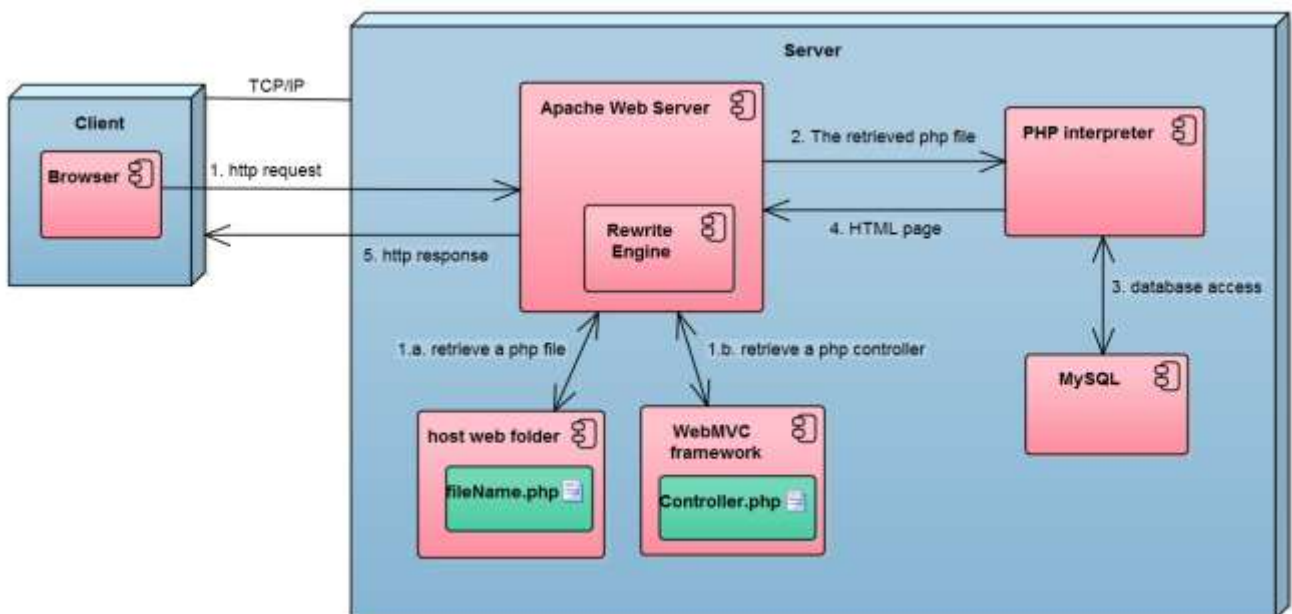 Server
TCP/IP
Client
Browser
1. http request
5. http response
Apache Web Server
Rewrite
Engine
2. The retrieved php file
4. HTML page
PHP interpreter
3. database access
MySQL
1.a. retrieve a php file
1.b. retrieve a php controller
host web folder
fileName.php
WebMVC
framework
Controller.php